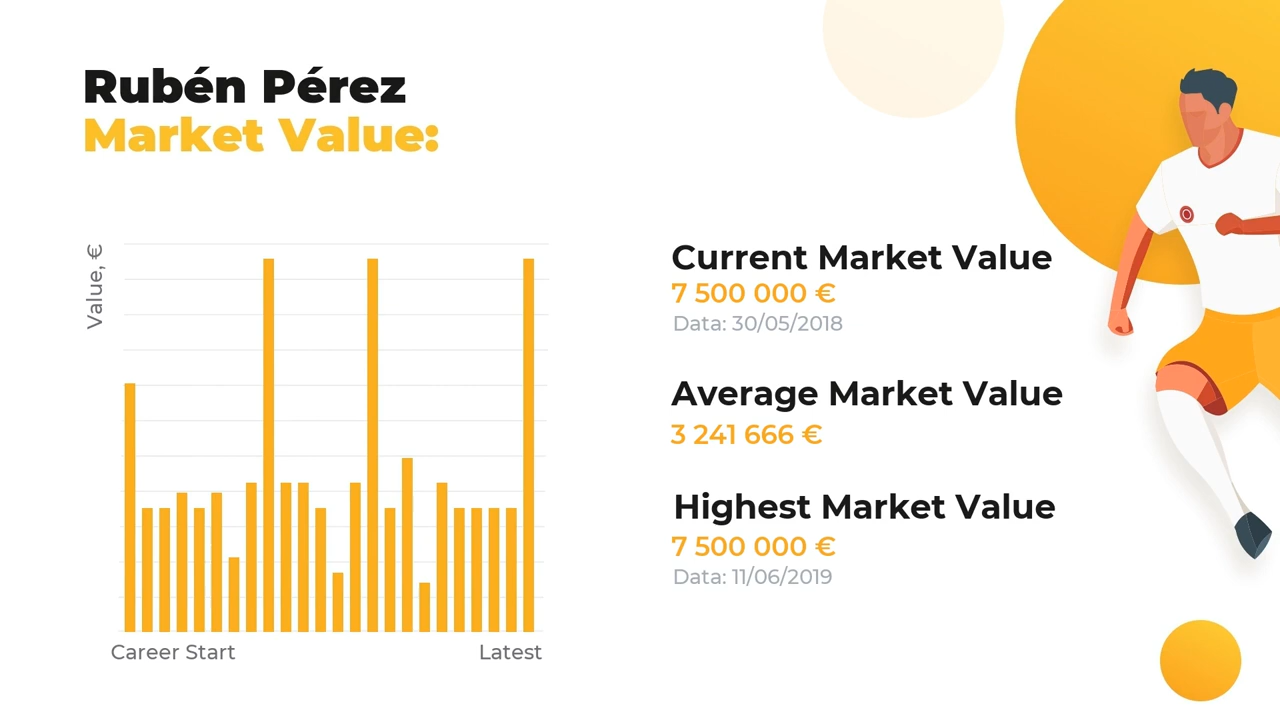 Rubén Pérez
Market Value:
Value, €
Career Start
Latest
Current Market Value
7 500 000 €
Data: 30/05/2018
Average Market Value
3 241 666 €
Highest Market Value
7 500 000 €
Data: 11/06/2019